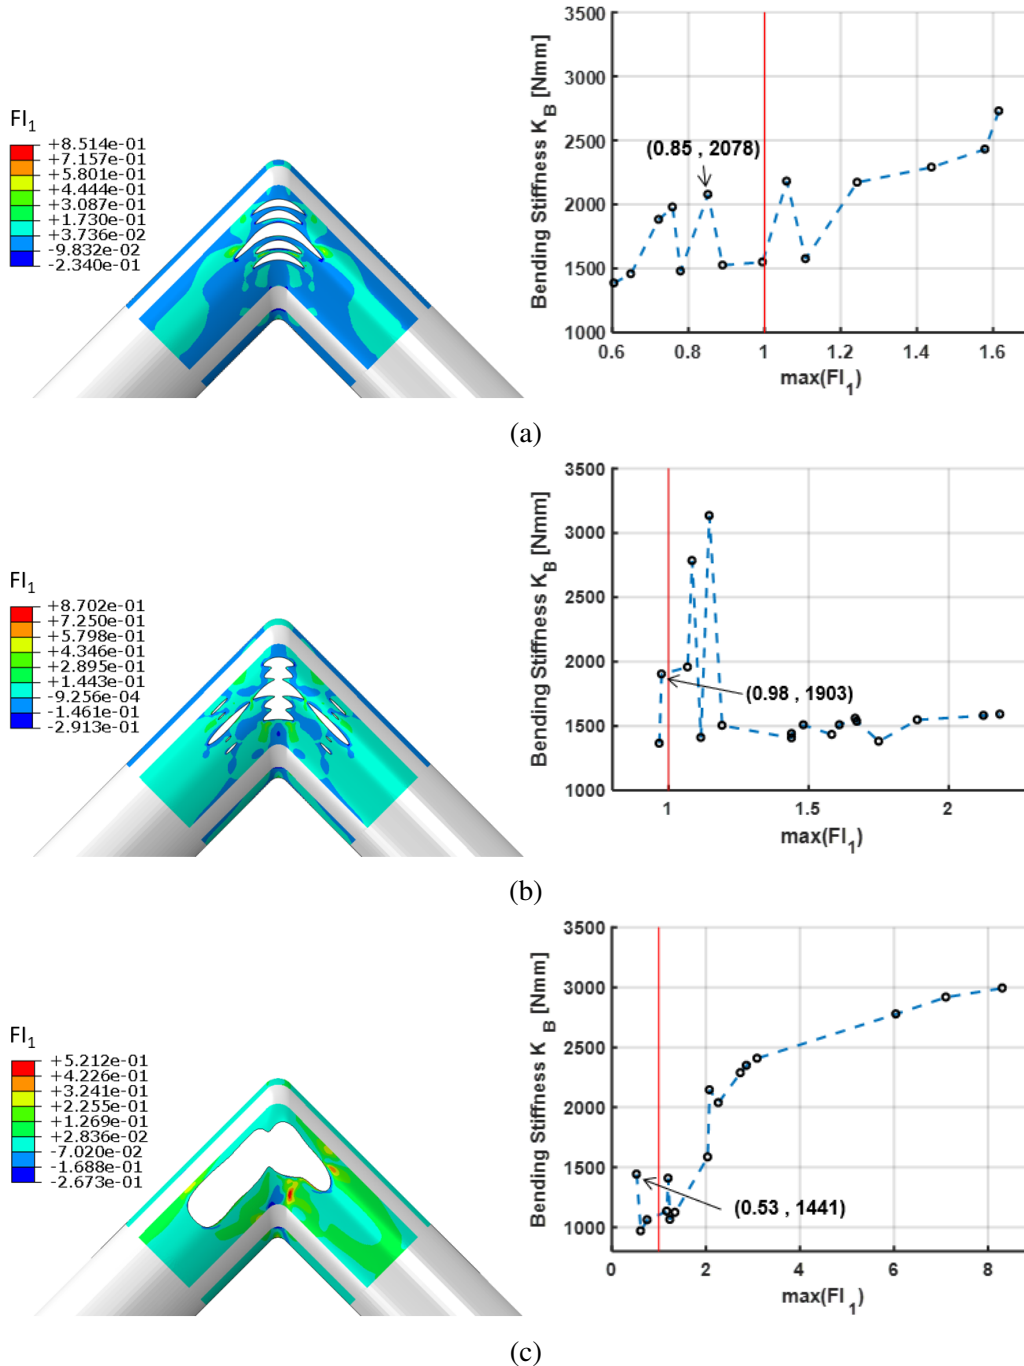 FI1
+8.514e-01
+7.157e-01
+5.801e-01
+4.444e-01
+3.087e-01
+1.730e-01
+3.736e-02
-9.832e-02
-2.340e-01
Bending Stiffness K_B [Nmm]
3500
3000
2500
2000
1500
1000
(0.85 , 2078)
0.6 0.8 1 1.2 1.4 1.6
max(FI1)
(a)
FI1
+8.702e-01
+7.250e-01
+5.798e-01
+4.346e-01
+2.895e-01
+1.443e-01
-9.256e-04
-1.461e-01
-2.913e-01
Bending Stiffness K_B [Nmm]
3500
3000
2500
2000
1500
1000
(0.98 , 1903)
1 1.5 2
max(FI1)
(b)
FI1
+5.212e-01
+4.226e-01
+3.241e-01
+2.255e-01
+1.269e-01
+2.836e-02
-7.020e-02
-1.688e-01
-2.673e-01
Bending Stiffness K_B [Nmm]
3500
3000
2500
2000
1500
1000
(0.53 , 1441)
0 2 4 6 8
max(FI1)
(c)